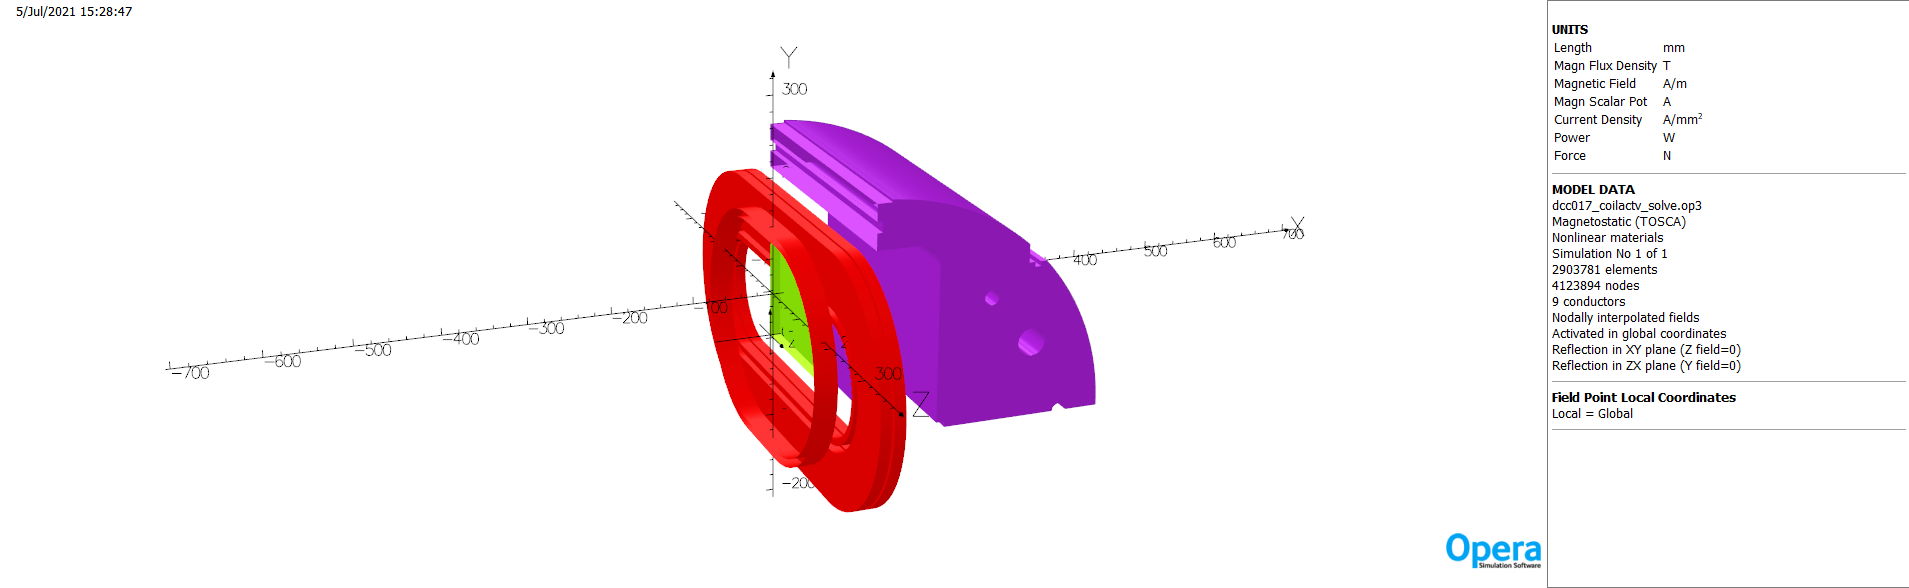 5/Jul/2021 15:28:47
Y
300
X
700
600
500
400
-100
-200
-300
-400
-500
-600
-700
Z
300
Z
-200
UNITS
Length mm
Magn Flux Density T
Magnetic Field A/m
Magn Scalar Pot A
Current Density A/mm²
Power W
Force N
MODEL DATA
dcc017_coilactv_solve.op3
Magnetostatic (TOSCA)
Nonlinear materials
Simulation No 1 of 1
2903781 elements
4123894 nodes
9 conductors
Nodally interpolated fields
Activated in global coordinates
Reflection in XY plane (Z field=0)
Reflection in ZX plane (Y field=0)
Field Point Local Coordinates
Local = Global
Opera
Simulation Software